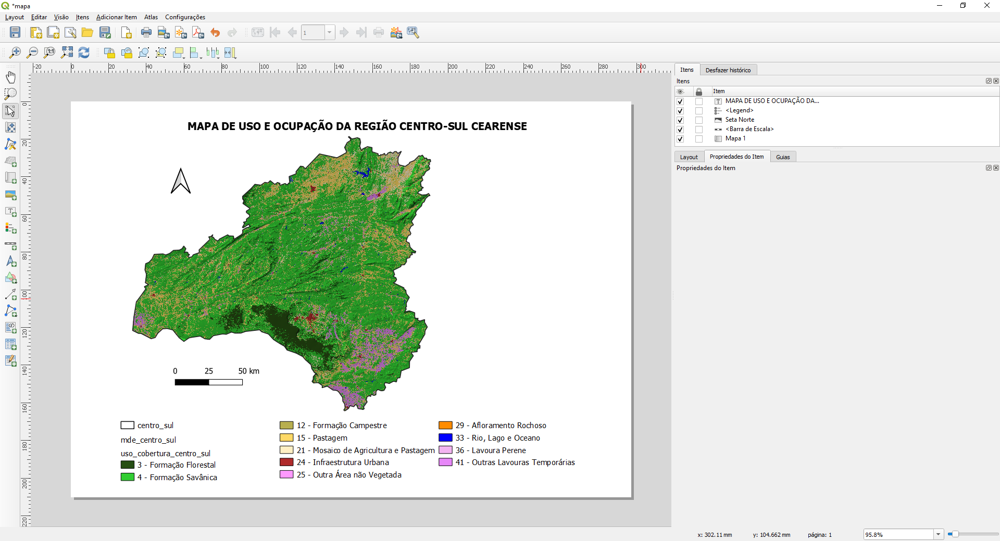 *mapa
Layout Editar Visão Itens Adicionar Item Atlas Configurações
1
1:1
-20 0 20 40 60 80 100 120 140 160 180 200 220 240 260 280 300
0
20
40
60
80
100
120
140
160
180
200
220
MAPA DE USO E OCUPAÇÃO DA REGIÃO CENTRO-SUL CEARENSE
0 25 50 km
centro_sul
mde_centro_sul
uso_cobertura_centro_sul
3 - Formação Florestal
4 - Formação Savânica
12 - Formação Campestre
15 - Pastagem
21 - Mosaico de Agricultura e Pastagem
24 - Infraestrutura Urbana
25 - Outra Área não Vegetada
29 - Afloramento Rochoso
33 - Rio, Lago e Oceano
36 - Lavoura Perene
41 - Outras Lavouras Temporárias
Itens Desfazer histórico
Itens
Item
MAPA DE USO E OCUPAÇÃO DA...
<Legend>
Seta Norte
<Barra de Escala>
Mapa 1
Layout Propriedades do Item Guias
Propriedades do Item
x: 302.11 mm y: 104.662 mm página: 1 95.8%